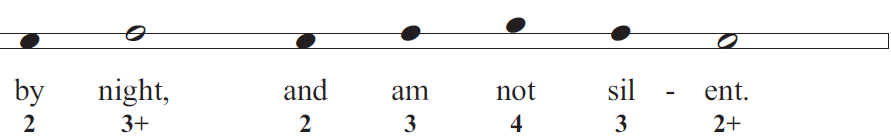 by night, and am not sil - ent.
2 3+ 2 3 4 3 2+